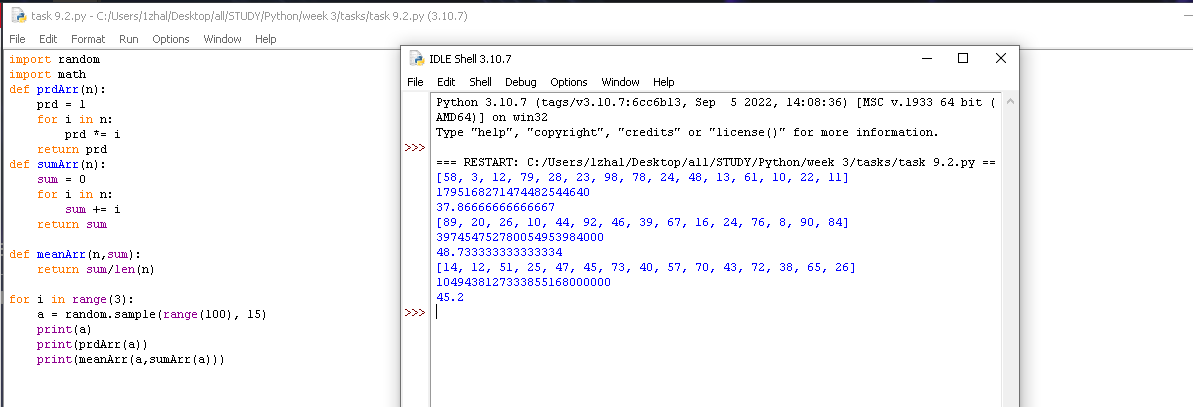 task 9.2.py - C:/Users/1zhal/Desktop/all/STUDY/Python/week 3/tasks/task 9.2.py (3.10.7)
File Edit Format Run Options Window Help
import random
import math
def prdArr(n):
    prd = 1
    for i in n:
        prd *= i
    return prd
def sumArr(n):
    sum = 0
    for i in n:
        sum += i
    return sum

def meanArr(n,sum):
    return sum/len(n)

for i in range(3):
    a = random.sample(range(100), 15)
    print(a)
    print(prdArr(a))
    print(meanArr(a,sumArr(a)))
IDLE Shell 3.10.7
File Edit Shell Debug Options Window Help
Python 3.10.7 (tags/v3.10.7:6cc6b13, Sep  5 2022, 14:08:36) [MSC v.1933 64 bit (
AMD64)] on win32
Type "help", "copyright", "credits" or "license()" for more information.
>>>
=== RESTART: C:/Users/1zhal/Desktop/all/STUDY/Python/week 3/tasks/task 9.2.py ==
[58, 3, 12, 79, 28, 23, 98, 78, 24, 48, 13, 61, 10, 22, 11]
1795168271474482544640
37.86666666666667
[89, 20, 26, 10, 44, 92, 46, 39, 67, 16, 24, 76, 8, 90, 84]
397454752780054953984000
48.733333333333334
[14, 12, 51, 25, 47, 45, 73, 40, 57, 70, 43, 72, 38, 65, 26]
1049438127333855168000000
45.2
>>>